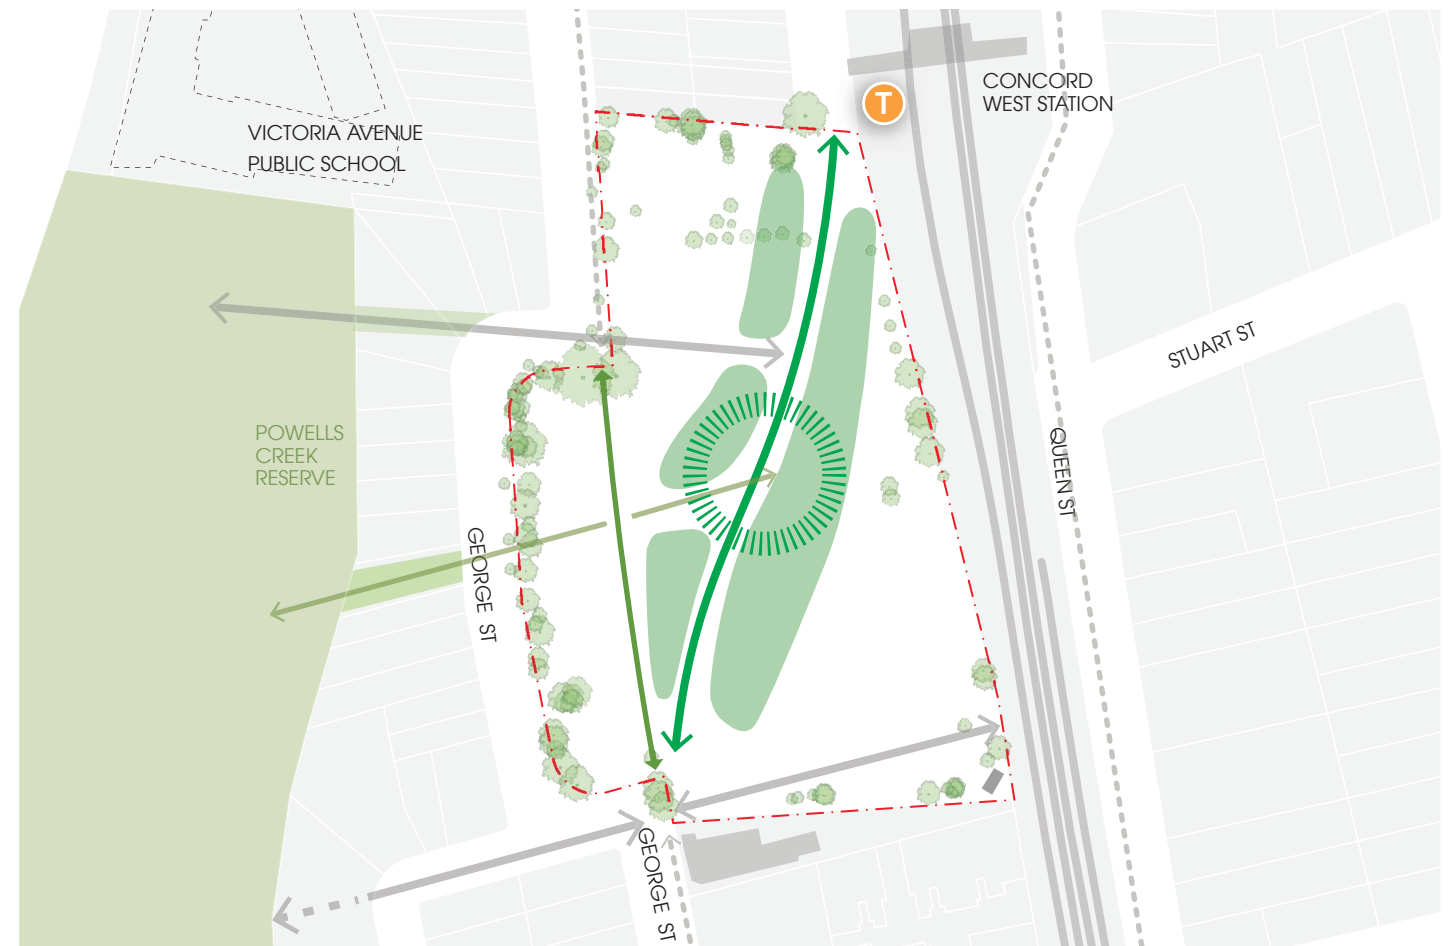 T
CONCORD
WEST STATION
VICTORIA AVENUE
PUBLIC SCHOOL
STUART ST
POWELLS
CREEK
RESERVE
QUEEN ST
GEORGE ST
GEORGE ST